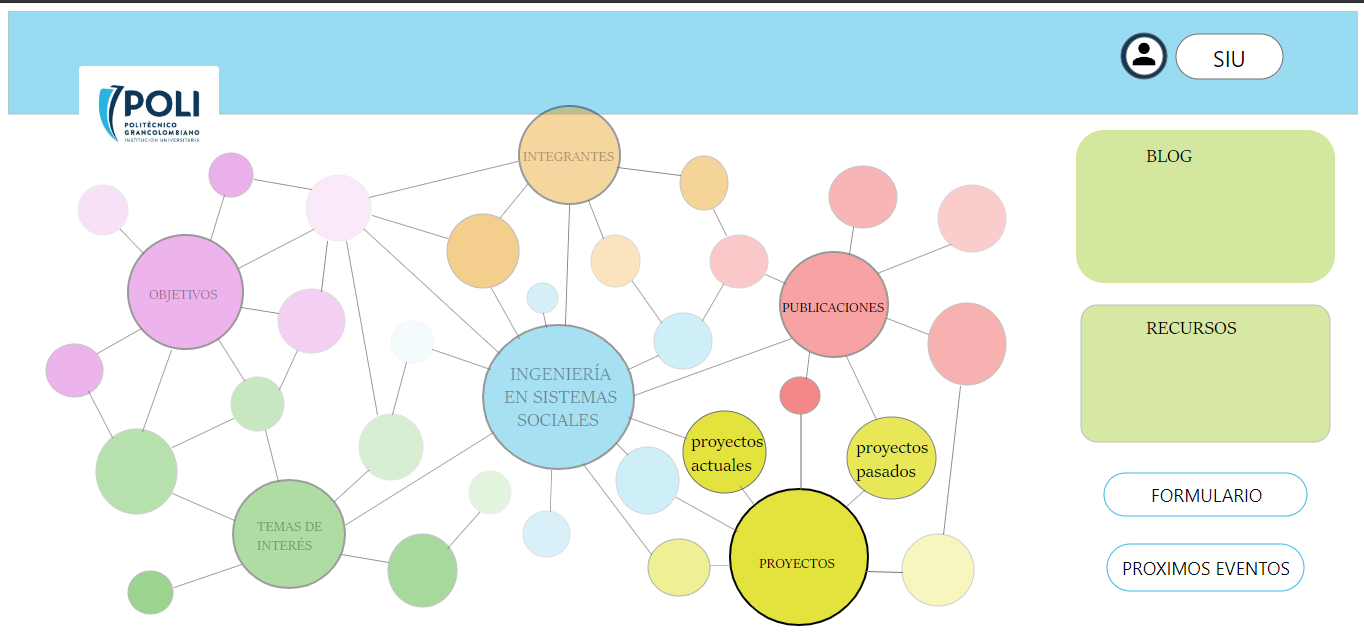 SIU
POLI
POLITÉCNICO
GRANCOLOMBIANO
INSTITUCIÓN UNIVERSITARIA
INTEGRANTES
BLOG
OBJETIVOS
PUBLICACIONES
RECURSOS
INGENIERÍA
EN SISTEMAS
SOCIALES
proyectos
actuales
proyectos
pasados
TEMAS DE
INTERÉS
PROYECTOS
FORMULARIO
PROXIMOS EVENTOS